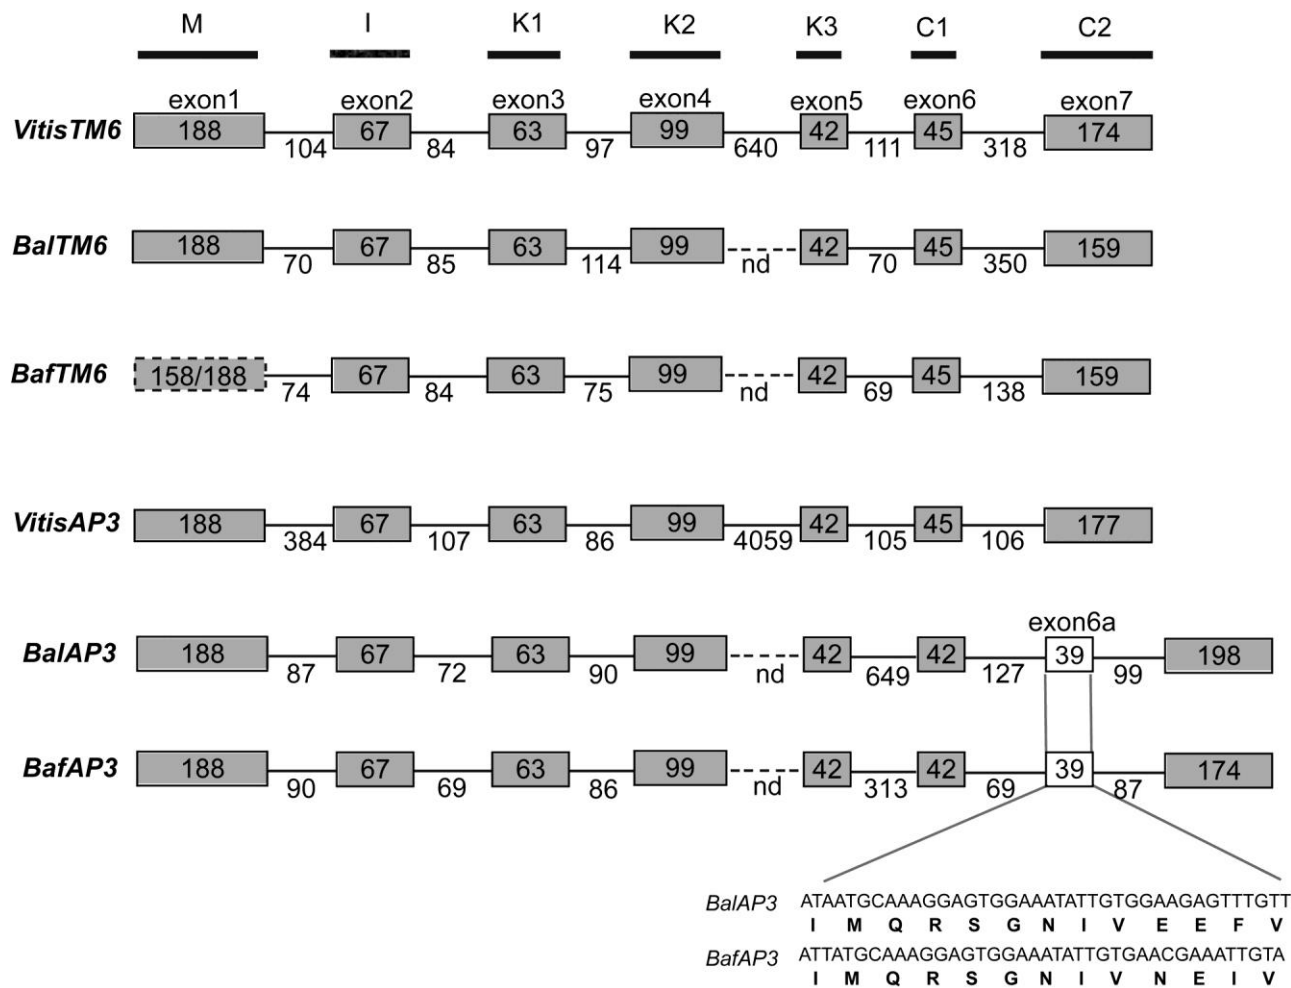 M I K1 K2 K3 C1 C2
exon1 exon2 exon3 exon4 exon5 exon6 exon7
VitisTM6 188 67 63 99 42 45 174
104 84 97 640 111 318
BalTM6 188 67 63 99 42 45 159
70 85 114 nd 70 350
BafTM6 158/188 67 63 99 42 45 159
74 84 75 nd 69 138
VitisAP3 188 67 63 99 42 45 177
384 107 86 4059 105 106
exon6a
BalAP3 188 67 63 99 42 42 39 198
87 72 90 nd 649 127 99
BafAP3 188 67 63 99 42 42 39 174
90 69 86 nd 313 69 87
BalAP3 ATAATGCAAAGGAGTGGAAATATTGTGGAAGAGTTTGTT
I M Q R S G N I V E E F V
BafAP3 ATTATGCAAAGGAGTGGAAATATTGTGAACGAAATTGTA
I M Q R S G N I V N E I V